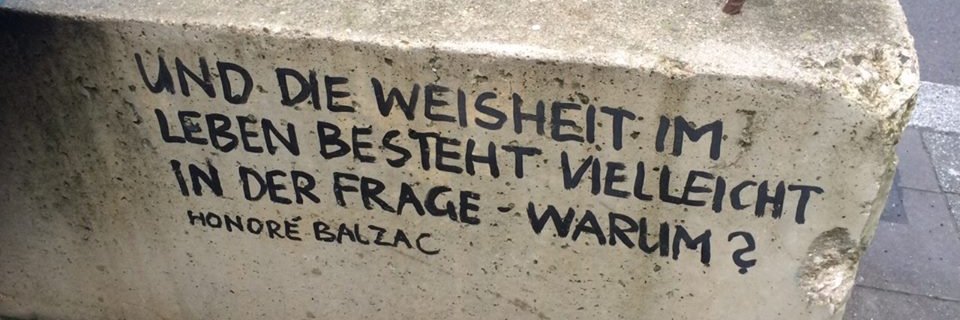 UND DIE WEISHEIT IM
LEBEN BESTEHT VIELLEICHT
IN DER FRAGE - WARUM?
HONORÉ BALZAC